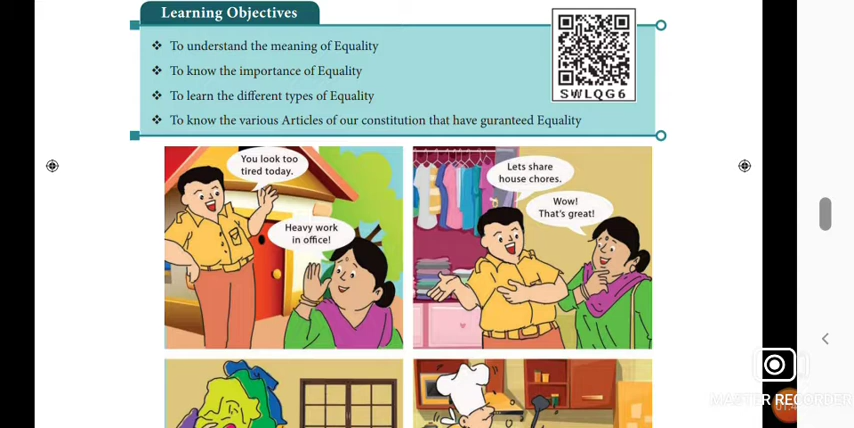 Learning Objectives
❖ To understand the meaning of Equality
❖ To know the importance of Equality
❖ To learn the different types of Equality
❖ To know the various Articles of our constitution that have guranteed Equality
SWLQG6
You look too
tired today.
Heavy work
in office!
Lets share
house chores.
Wow!
That's great!
MASTER RECORDER